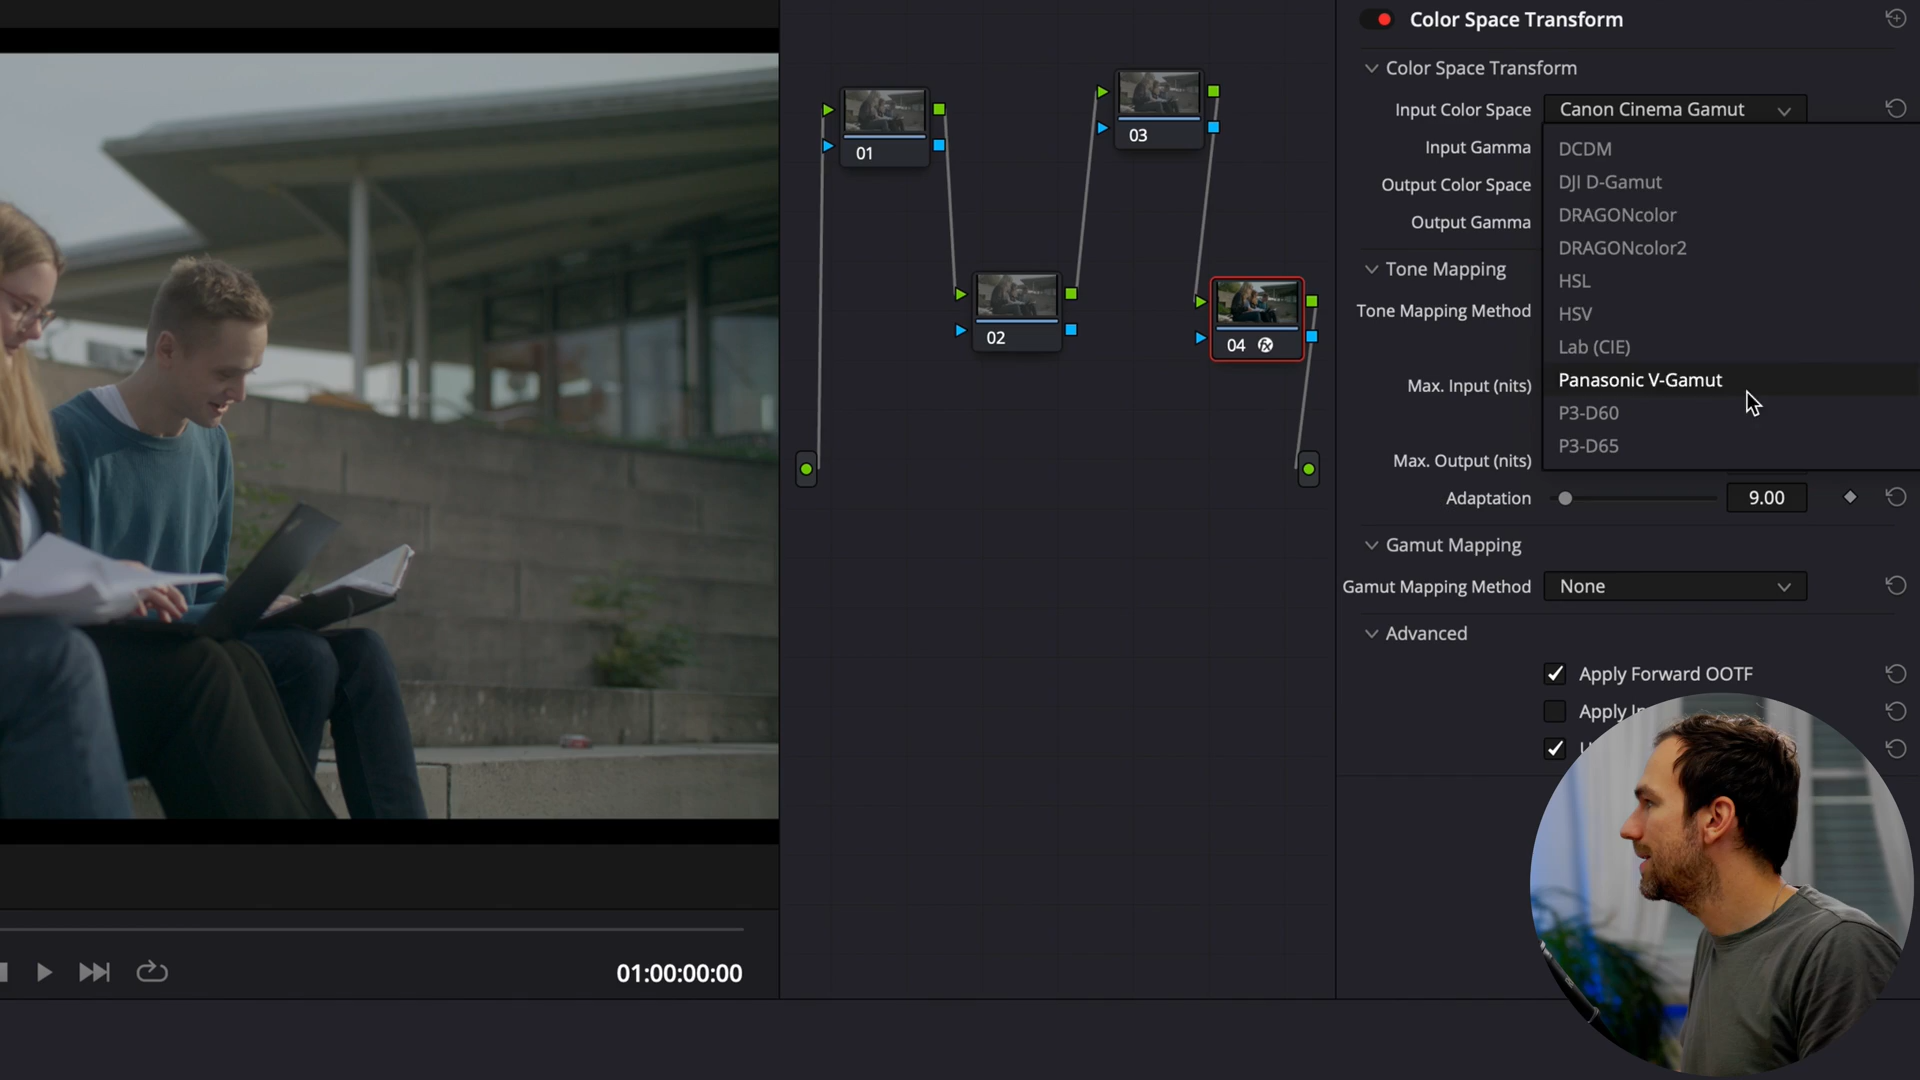 01
02
03
04
01:00:00:00
Color Space Transform
Color Space Transform
Input Color Space
Canon Cinema Gamut
Input Gamma
Output Color Space
Output Gamma
DCDM
DJI D-Gamut
DRAGONcolor
DRAGONcolor2
HSL
HSV
Lab (CIE)
Panasonic V-Gamut
P3-D60
P3-D65
Tone Mapping
Tone Mapping Method
Max. Input (nits)
Max. Output (nits)
Adaptation
9.00
Gamut Mapping
Gamut Mapping Method
None
Advanced
Apply Forward OOTF
Apply